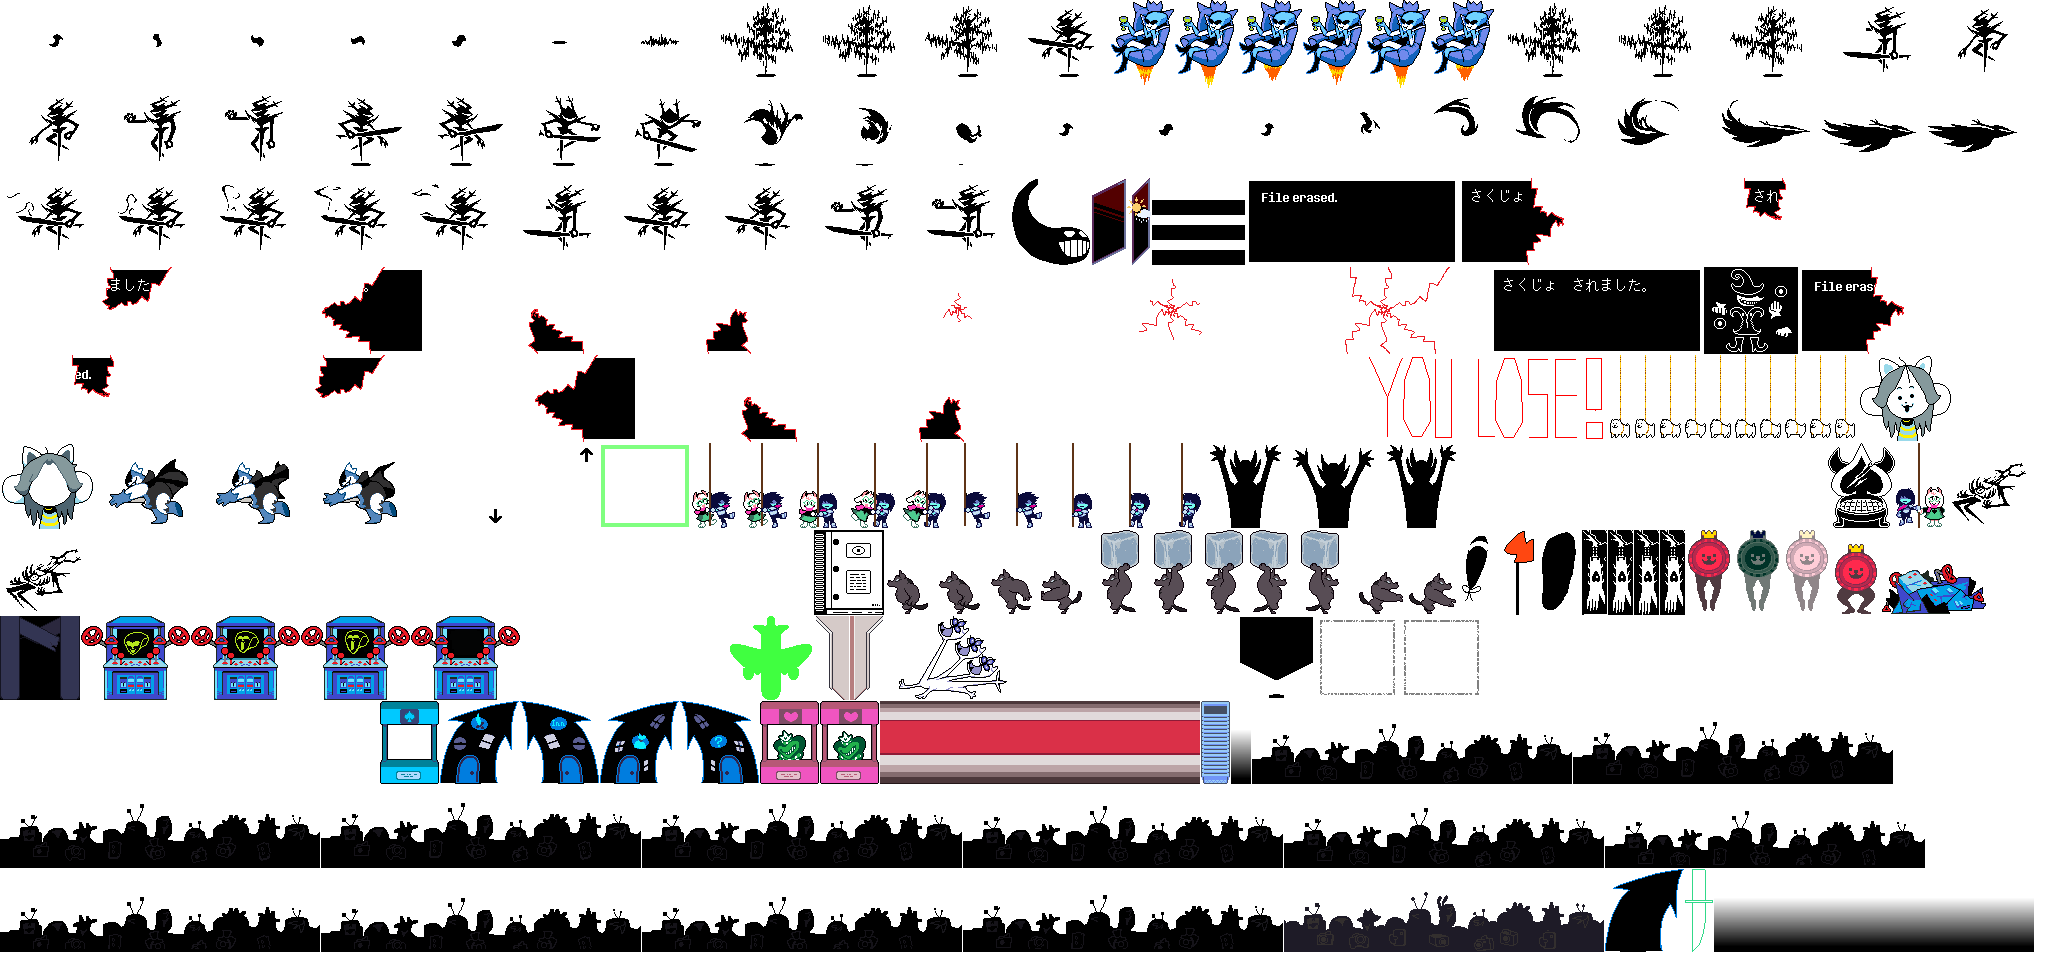 File erased.
さくじょ
され
ました
。
さくじょ　されました。
File eras
ed.
YOU LOSE!
Inn
?